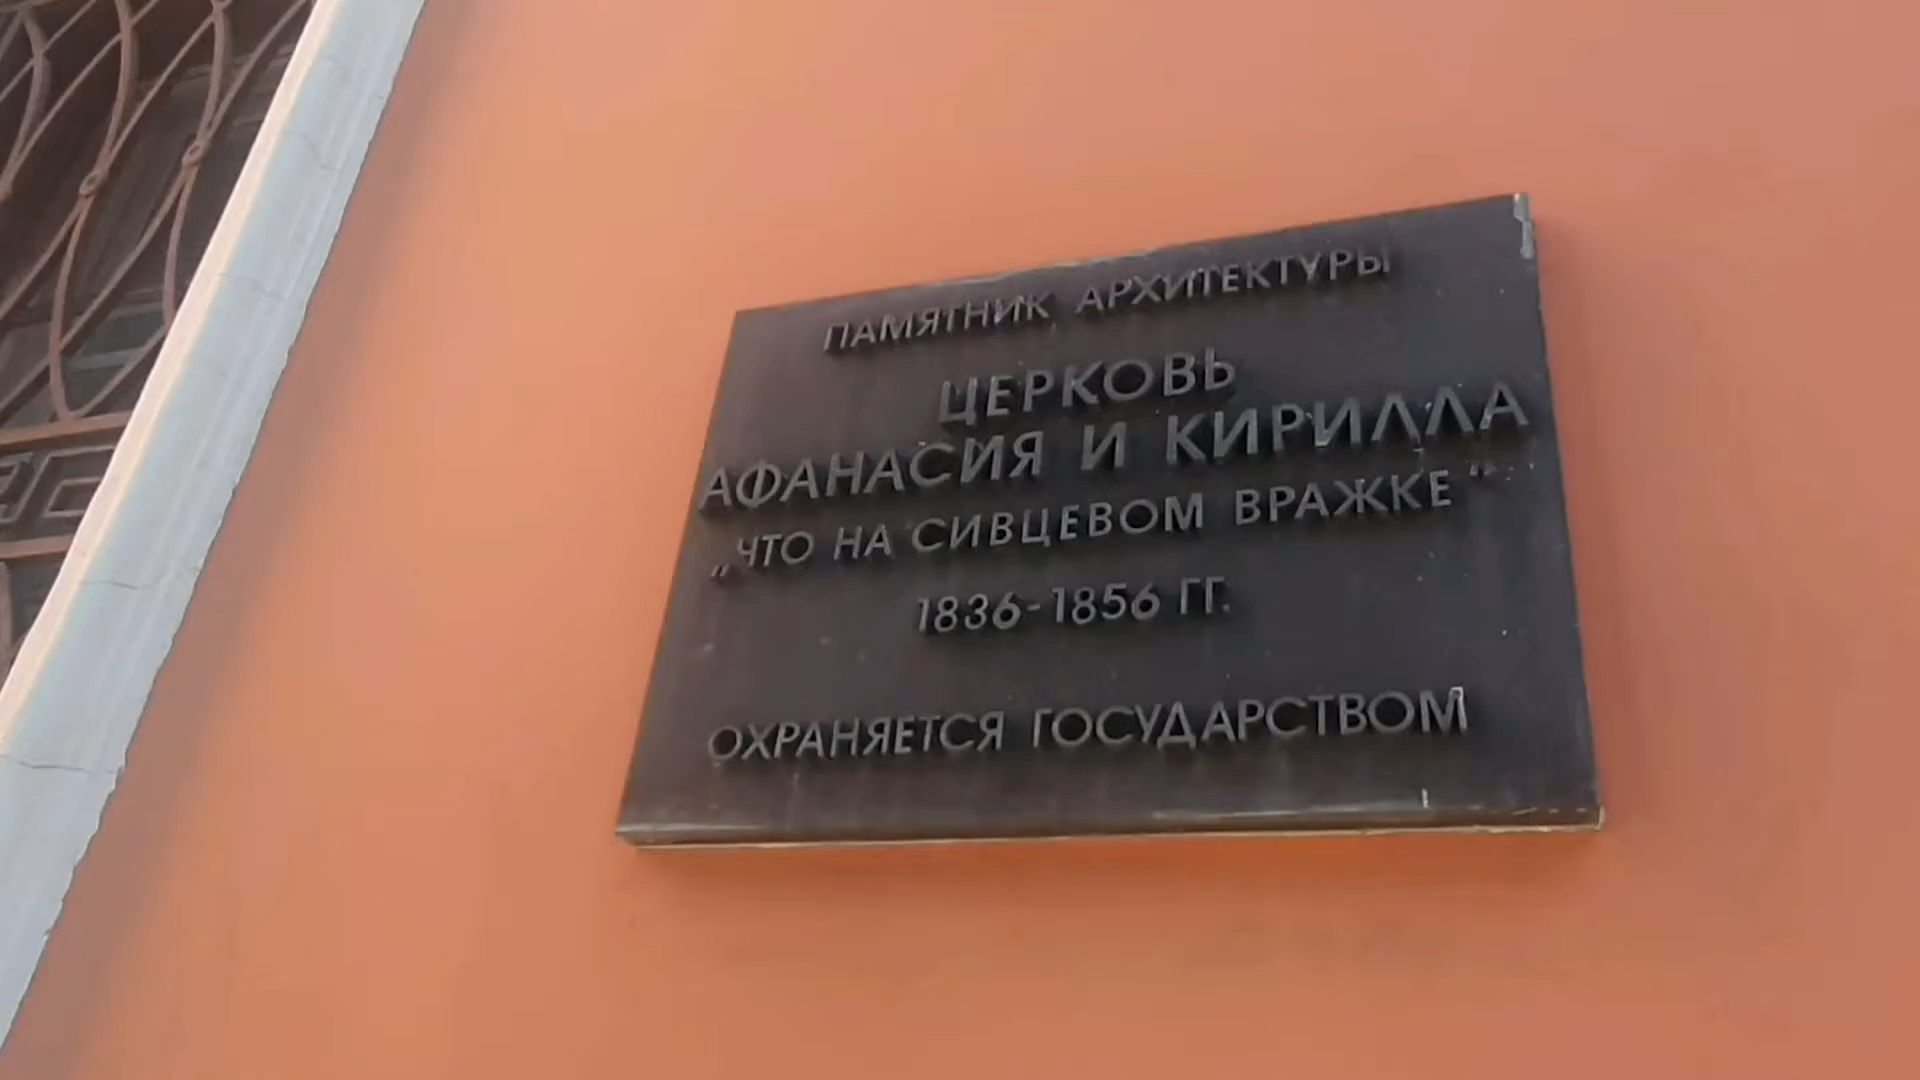 ПАМЯТНИК АРХИТЕКТУРЫ
ЦЕРКОВЬ
АФАНАСИЯ И КИРИЛЛА
„ЧТО НА СИВЦЕВОМ ВРАЖКЕ“
1836-1856 ГГ.
ОХРАНЯЕТСЯ ГОСУДАРСТВОМ